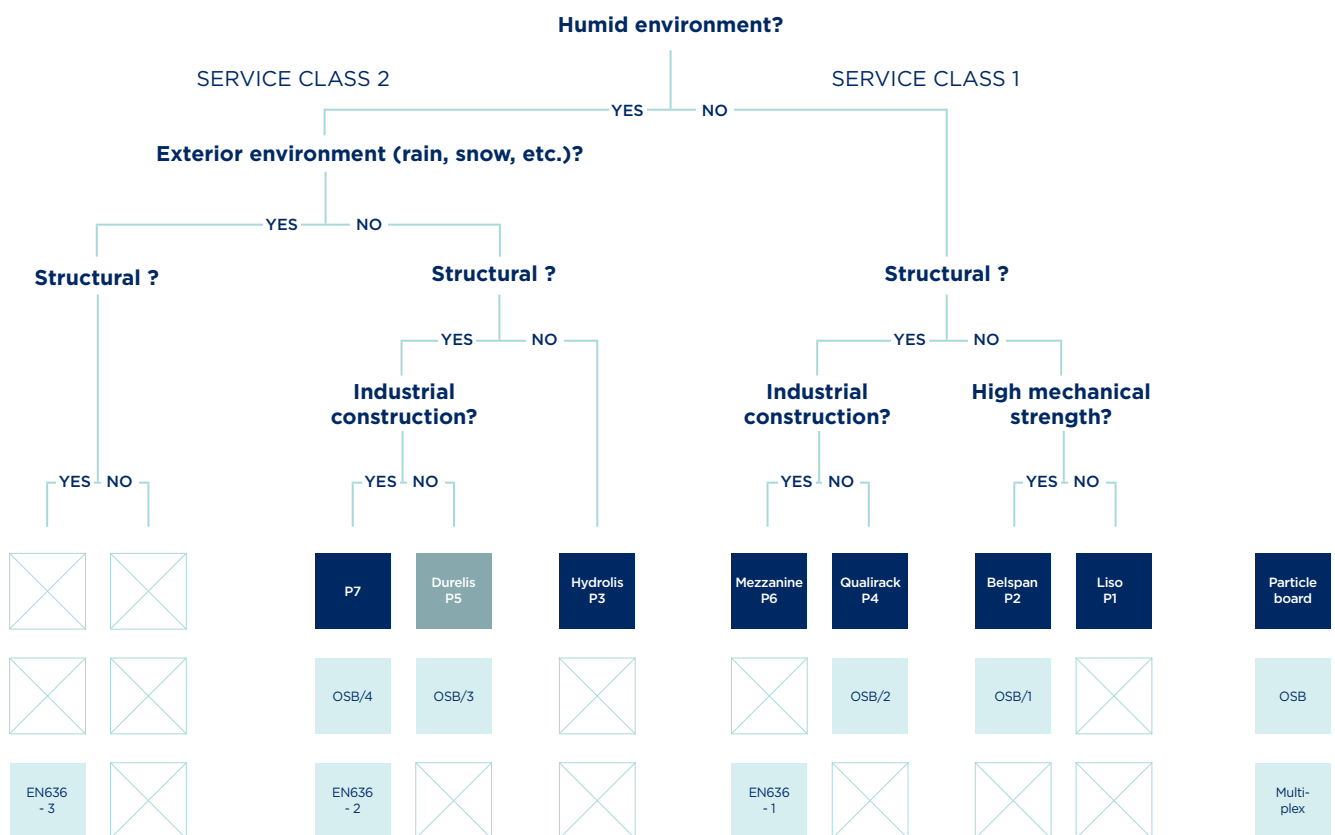 Humid environment?
SERVICE CLASS 2
SERVICE CLASS 1
YES
NO
Exterior environment (rain, snow, etc.)?
YES
NO
Structural ?
Structural ?
Structural ?
YES
NO
YES
NO
Industrial
construction?
Industrial
construction?
High mechanical
strength?
YES
NO
YES
NO
YES
NO
YES
NO
P7
Durelis
P5
Hydrolis
P3
Mezzanine
P6
Qualirack
P4
Belspan
P2
Liso
P1
Particle
board
OSB/4
OSB/3
OSB/2
OSB/1
OSB
EN636
- 3
EN636
- 2
EN636
- 1
Multi-
plex